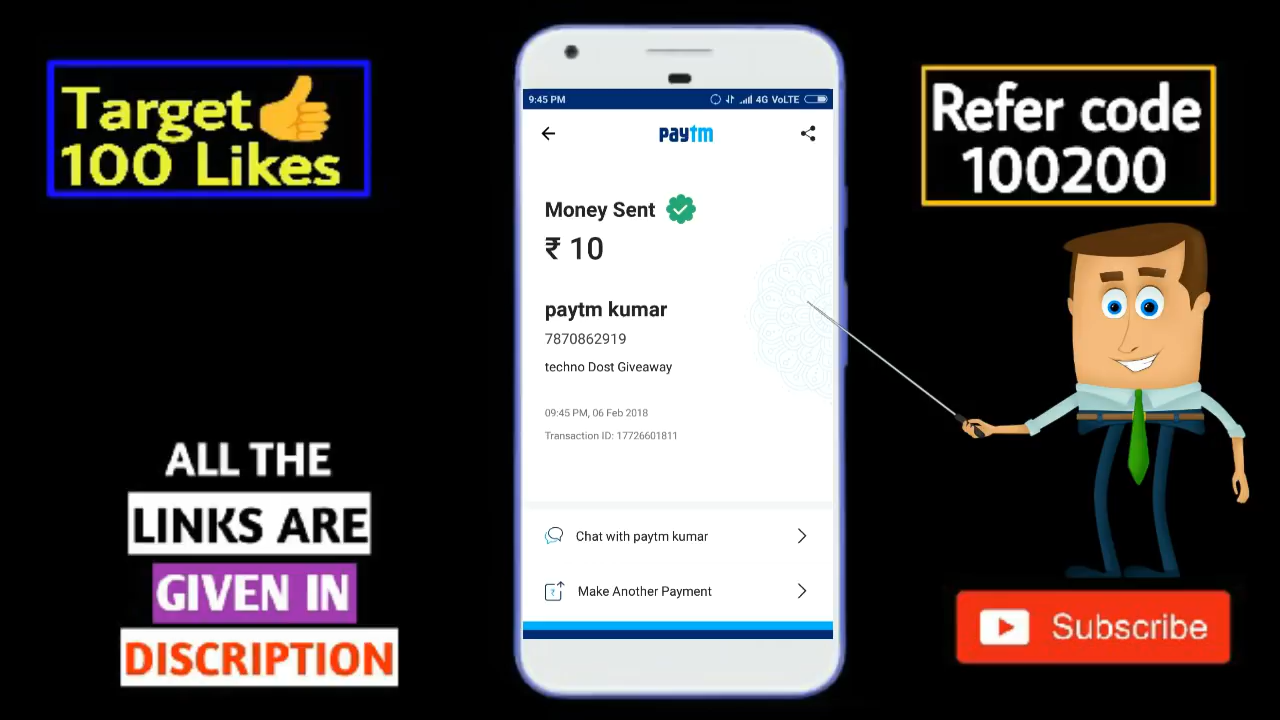 Target👍
100 Likes
ALL THE
LINKS ARE
GIVEN IN
DISCRIPTION
9:45 PM
4G VoLTE
paytm
Money Sent
₹ 10
paytm kumar
7870862919
techno Dost Giveaway
09:45 PM, 06 Feb 2018
Transaction ID: 17726601811
Chat with paytm kumar
Make Another Payment
Refer code
100200
Subscribe